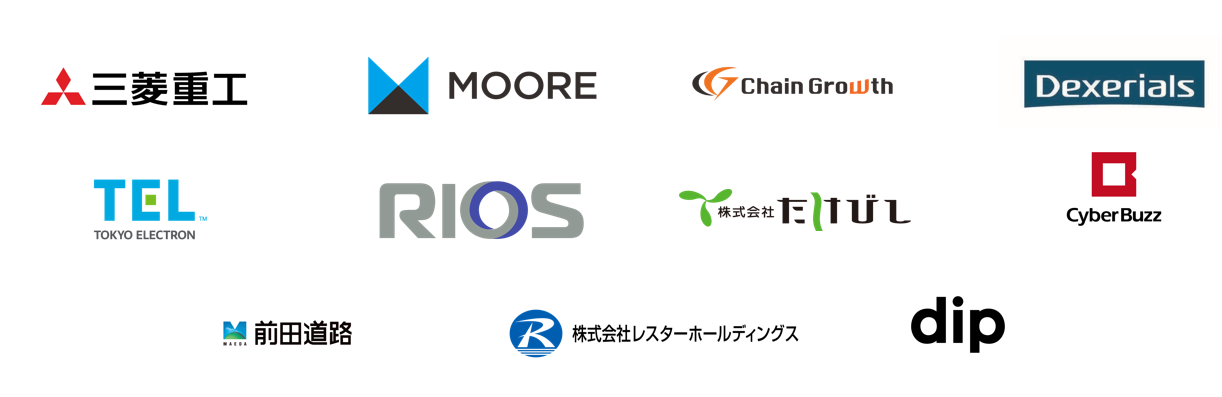 三菱重工
MOORE
Chain Growth
Dexerials
TEL™
TOKYO ELECTRON
RIOS
株式会社 たけびし
CyberBuzz
MAEDA
前田道路
R 株式会社レスターホールディングス
dip